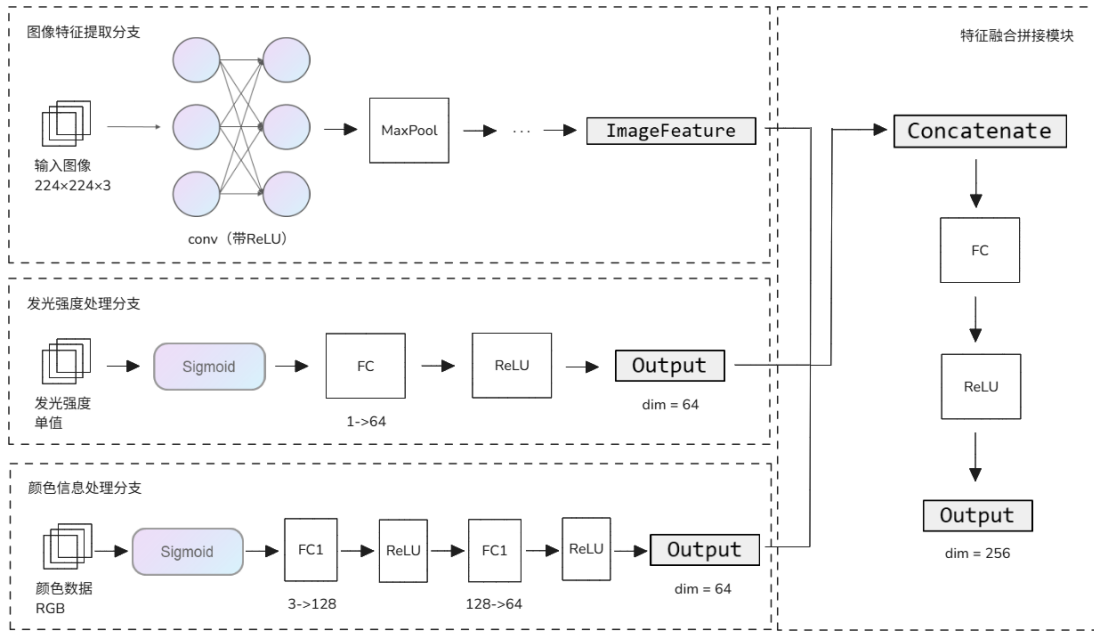 图像特征提取分支
输入图像
224×224×3
conv（带ReLU）
MaxPool
...
ImageFeature
发光强度处理分支
发光强度
单值
Sigmoid
FC
1->64
ReLU
Output
dim = 64
颜色信息处理分支
颜色数据
RGB
Sigmoid
FC1
3->128
ReLU
FC1
128->64
ReLU
Output
dim = 64
特征融合拼接模块
Concatenate
FC
ReLU
Output
dim = 256